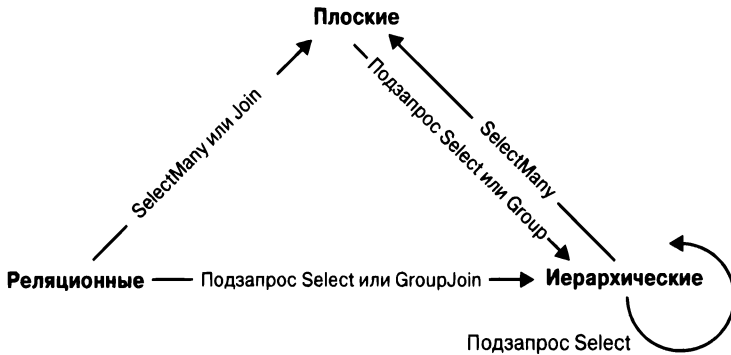 Плоские
SelectMany или Join
Подзапрос Select или Group
SelectMany
Реляционные
Подзапрос Select или GroupJoin
Иерархические
Подзапрос Select